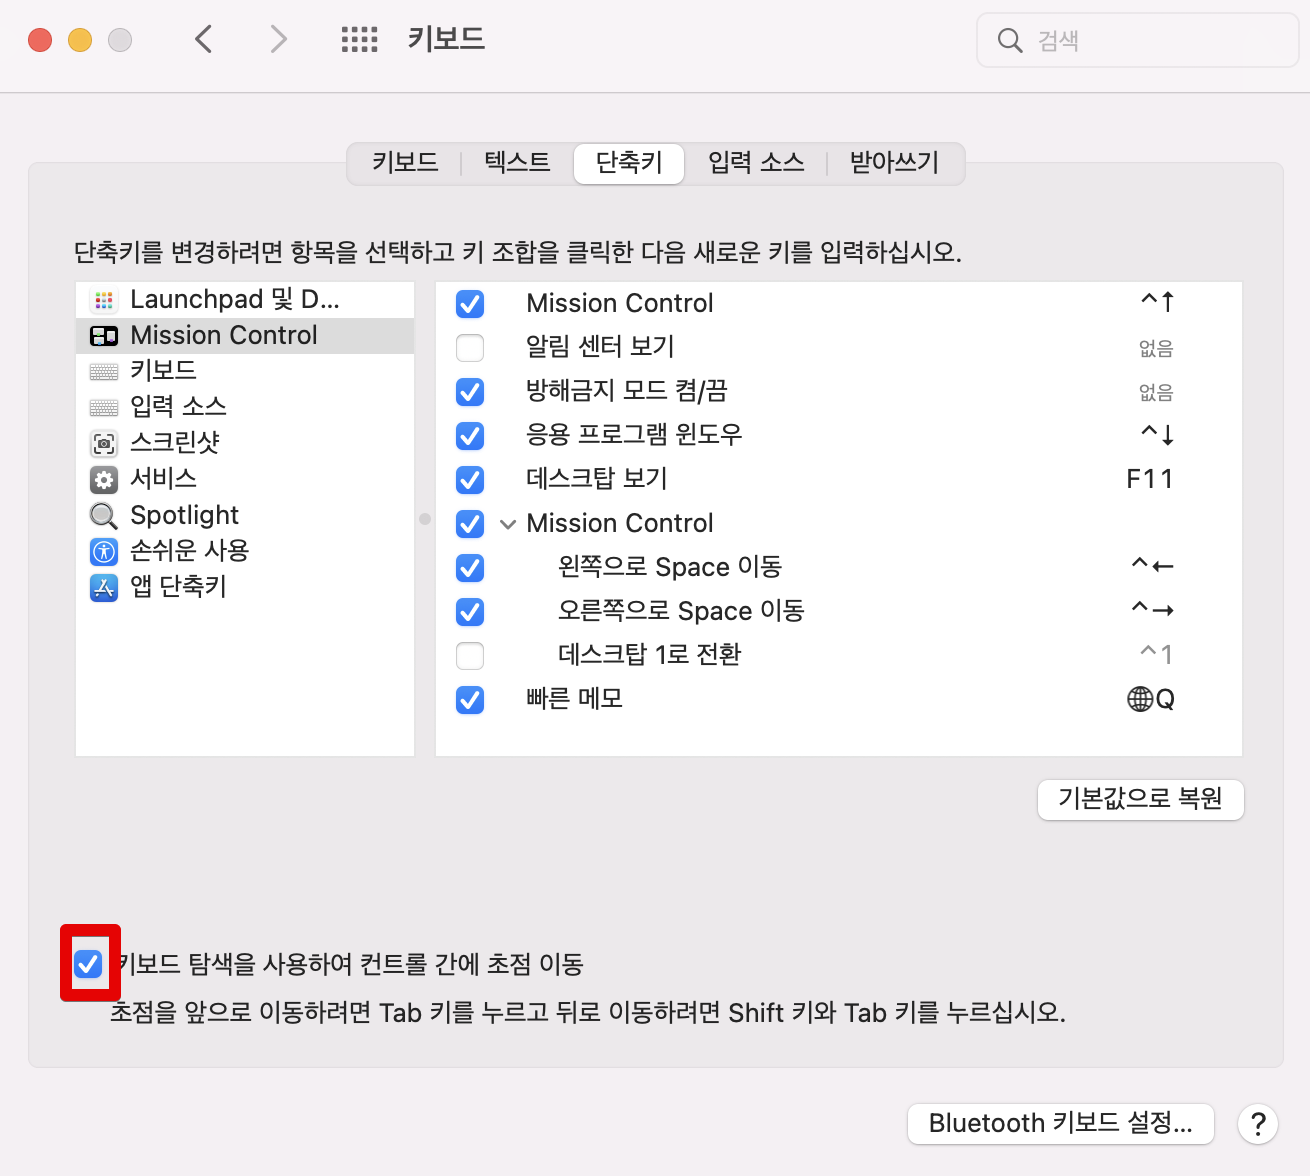 키보드
검색
키보드 텍스트 단축키 입력 소스 받아쓰기
단축키를 변경하려면 항목을 선택하고 키 조합을 클릭한 다음 새로운 키를 입력하십시오.
Launchpad 및 D...
Mission Control
키보드
입력 소스
스크린샷
서비스
Spotlight
손쉬운 사용
앱 단축키
Mission Control ^↑
알림 센터 보기 없음
방해금지 모드 켬/끔 없음
응용 프로그램 윈도우 ^↓
데스크탑 보기 F11
Mission Control
왼쪽으로 Space 이동 ^←
오른쪽으로 Space 이동 ^→
데스크탑 1로 전환 ^1
빠른 메모 Q
기본값으로 복원
키보드 탐색을 사용하여 컨트롤 간에 초점 이동
초점을 앞으로 이동하려면 Tab 키를 누르고 뒤로 이동하려면 Shift 키와 Tab 키를 누르십시오.
Bluetooth 키보드 설정... ?